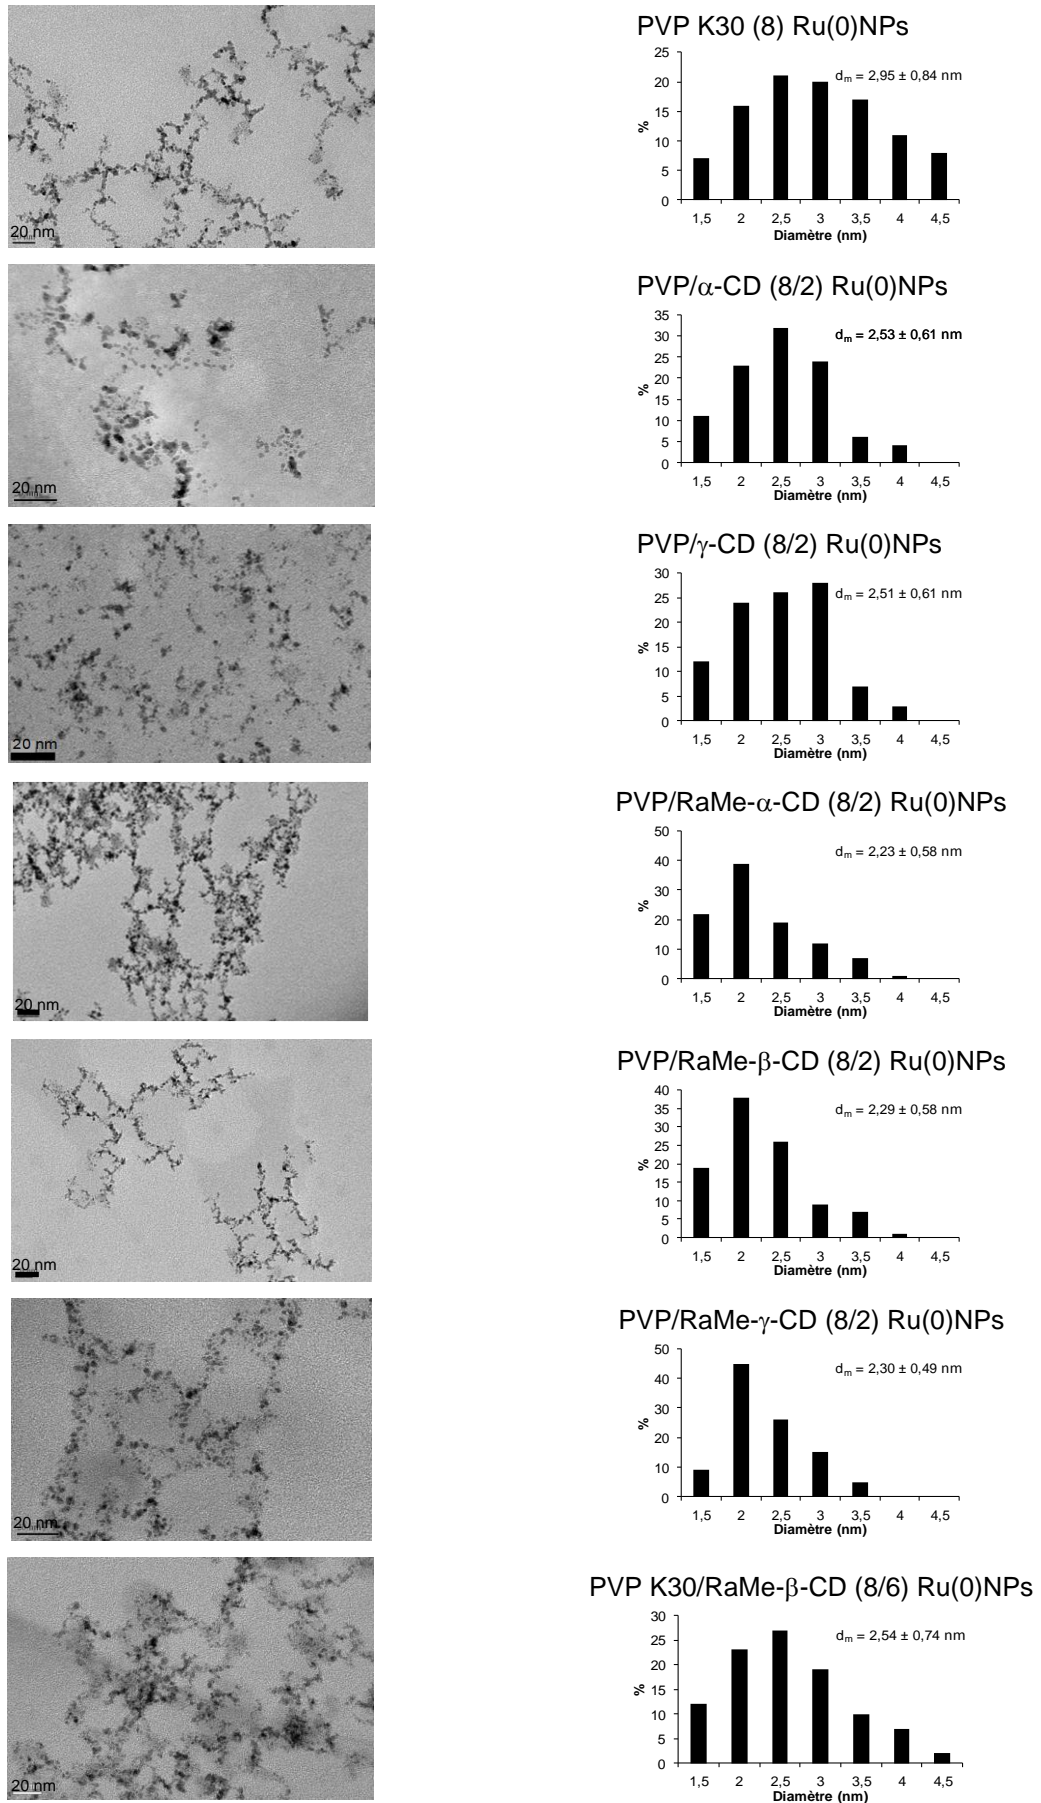 PVP K30 (8) Ru(0)NPs
25
20
15
10
5
0
%
dm = 2,95 ± 0,84 nm
1,5 2 2,5 3 3,5 4 4,5
Diamètre (nm)
20 nm
PVP/α-CD (8/2) Ru(0)NPs
35
30
25
20
15
10
5
0
%
dm = 2,53 ± 0,61 nm
1,5 2 2,5 3 3,5 4 4,5
Diamètre (nm)
20 nm
PVP/γ-CD (8/2) Ru(0)NPs
30
25
20
15
10
5
0
%
dm = 2,51 ± 0,61 nm
1,5 2 2,5 3 3,5 4 4,5
Diamètre (nm)
20 nm
PVP/RaMe-α-CD (8/2) Ru(0)NPs
50
40
30
20
10
0
%
dm = 2,23 ± 0,58 nm
1,5 2 2,5 3 3,5 4 4,5
Diamètre (nm)
20 nm
PVP/RaMe-β-CD (8/2) Ru(0)NPs
40
35
30
25
20
15
10
5
0
%
dm = 2,29 ± 0,58 nm
1,5 2 2,5 3 3,5 4 4,5
Diamètre (nm)
20 nm
PVP/RaMe-γ-CD (8/2) Ru(0)NPs
50
40
30
20
10
0
%
dm = 2,30 ± 0,49 nm
1,5 2 2,5 3 3,5 4 4,5
Diamètre (nm)
20 nm
PVP K30/RaMe-β-CD (8/6) Ru(0)NPs
30
25
20
15
10
5
0
%
dm = 2,54 ± 0,74 nm
1,5 2 2,5 3 3,5 4 4,5
Diamètre (nm)
20 nm